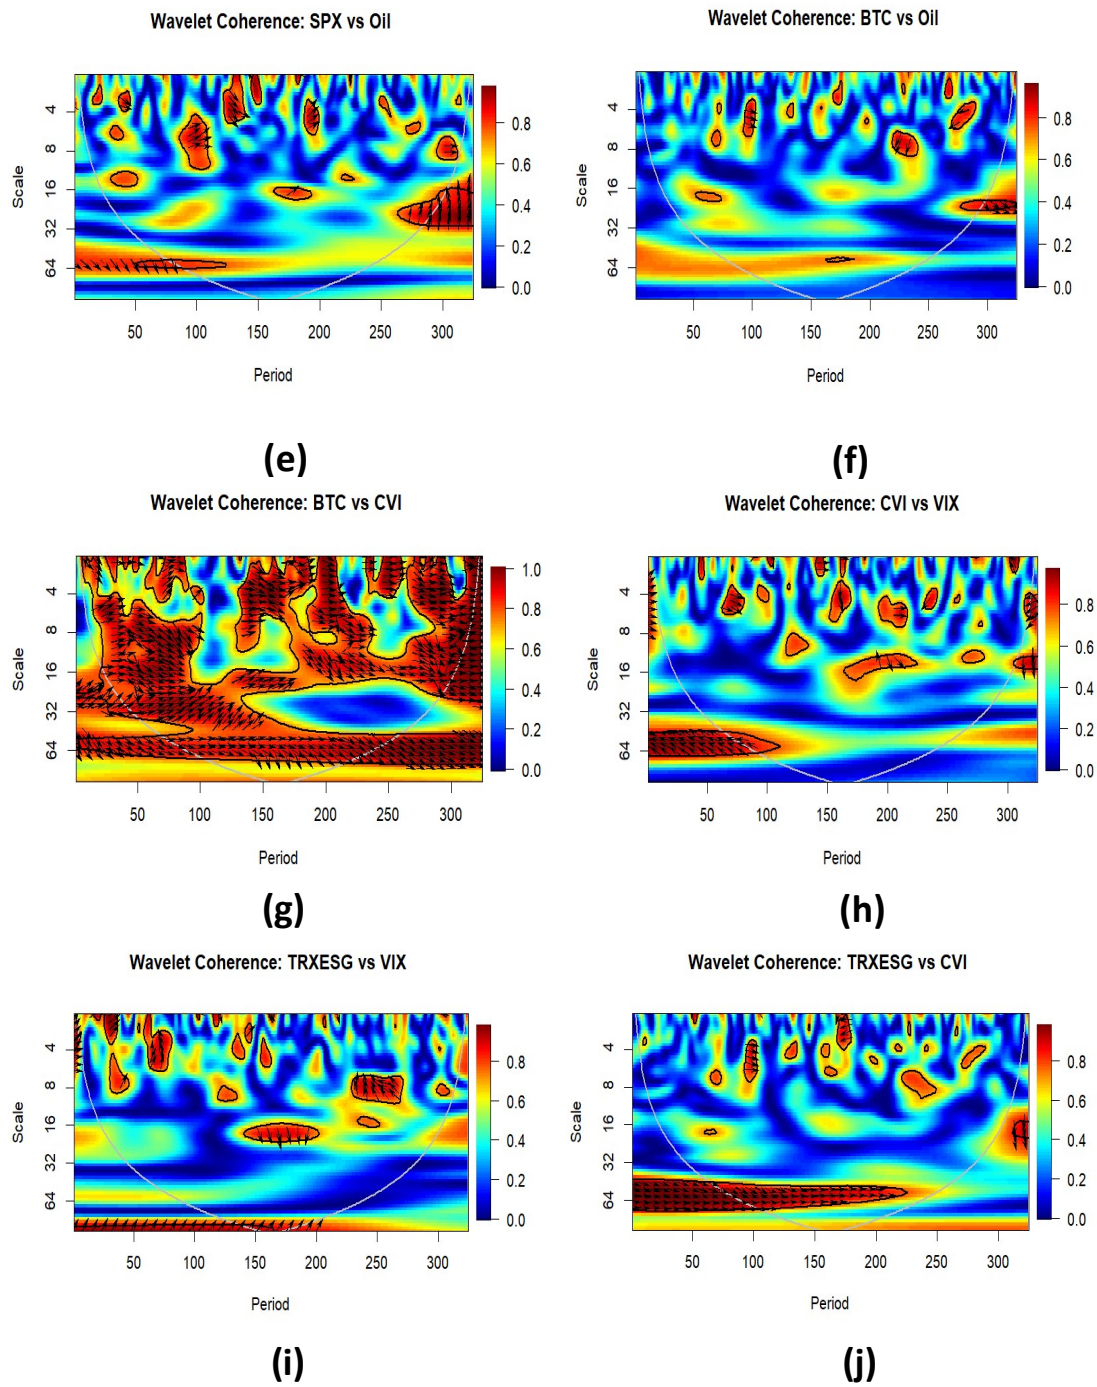 Wavelet Coherence: SPX vs Oil
Scale
4
8
16
32
64
50 100 150 200 250 300
Period
0.8
0.6
0.4
0.2
0.0
(e)
Wavelet Coherence: BTC vs Oil
Scale
4
8
16
32
64
50 100 150 200 250 300
Period
0.8
0.6
0.4
0.2
0.0
(f)
Wavelet Coherence: BTC vs CVI
Scale
4
8
16
32
64
50 100 150 200 250 300
Period
1.0
0.8
0.6
0.4
0.2
0.0
(g)
Wavelet Coherence: CVI vs VIX
Scale
4
8
16
32
64
50 100 150 200 250 300
Period
0.8
0.6
0.4
0.2
0.0
(h)
Wavelet Coherence: TRXESG vs VIX
Scale
4
8
16
32
64
50 100 150 200 250 300
Period
0.8
0.6
0.4
0.2
0.0
(i)
Wavelet Coherence: TRXESG vs CVI
Scale
4
8
16
32
64
50 100 150 200 250 300
Period
0.8
0.6
0.4
0.2
0.0
(j)